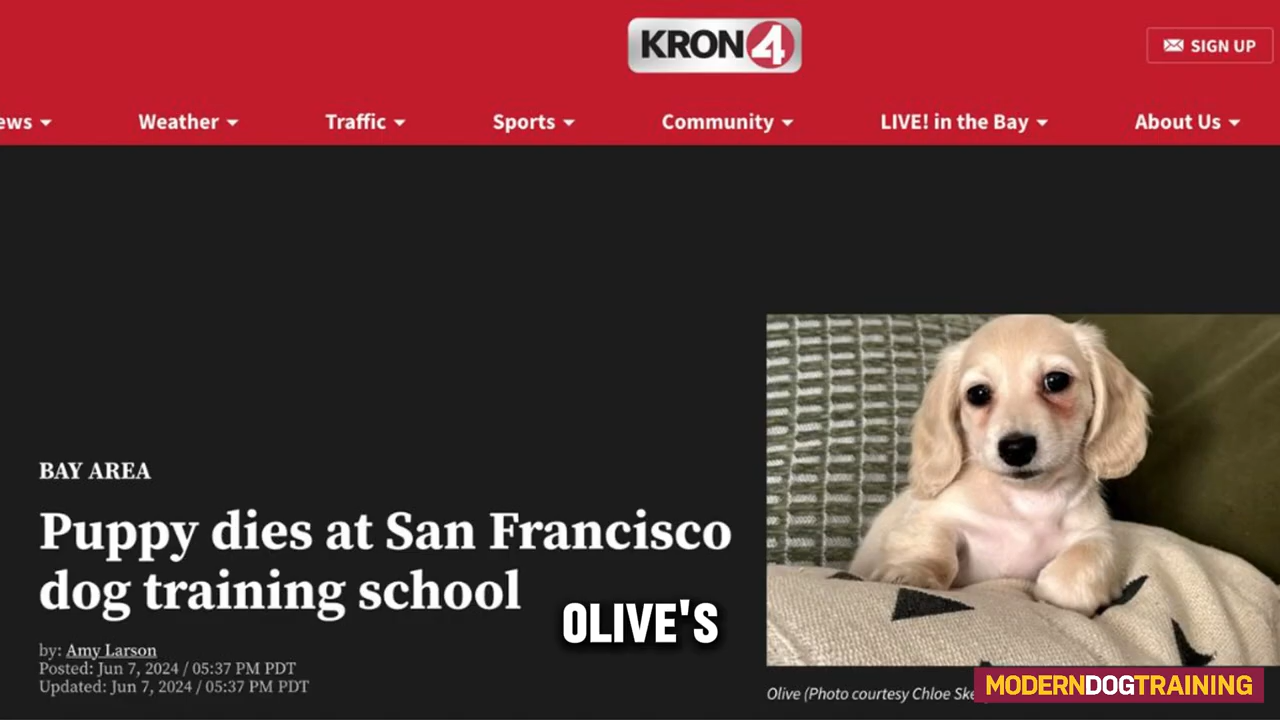 KRON4
SIGN UP
ews
Weather
Traffic
Sports
Community
LIVE! in the Bay
About Us
BAY AREA
Puppy dies at San Francisco
dog training school
OLIVE'S
by: Amy Larson
Posted: Jun 7, 2024 / 05:37 PM PDT
Updated: Jun 7, 2024 / 05:37 PM PDT
Olive (Photo courtesy Chloe
MODERNDOGTRAINING